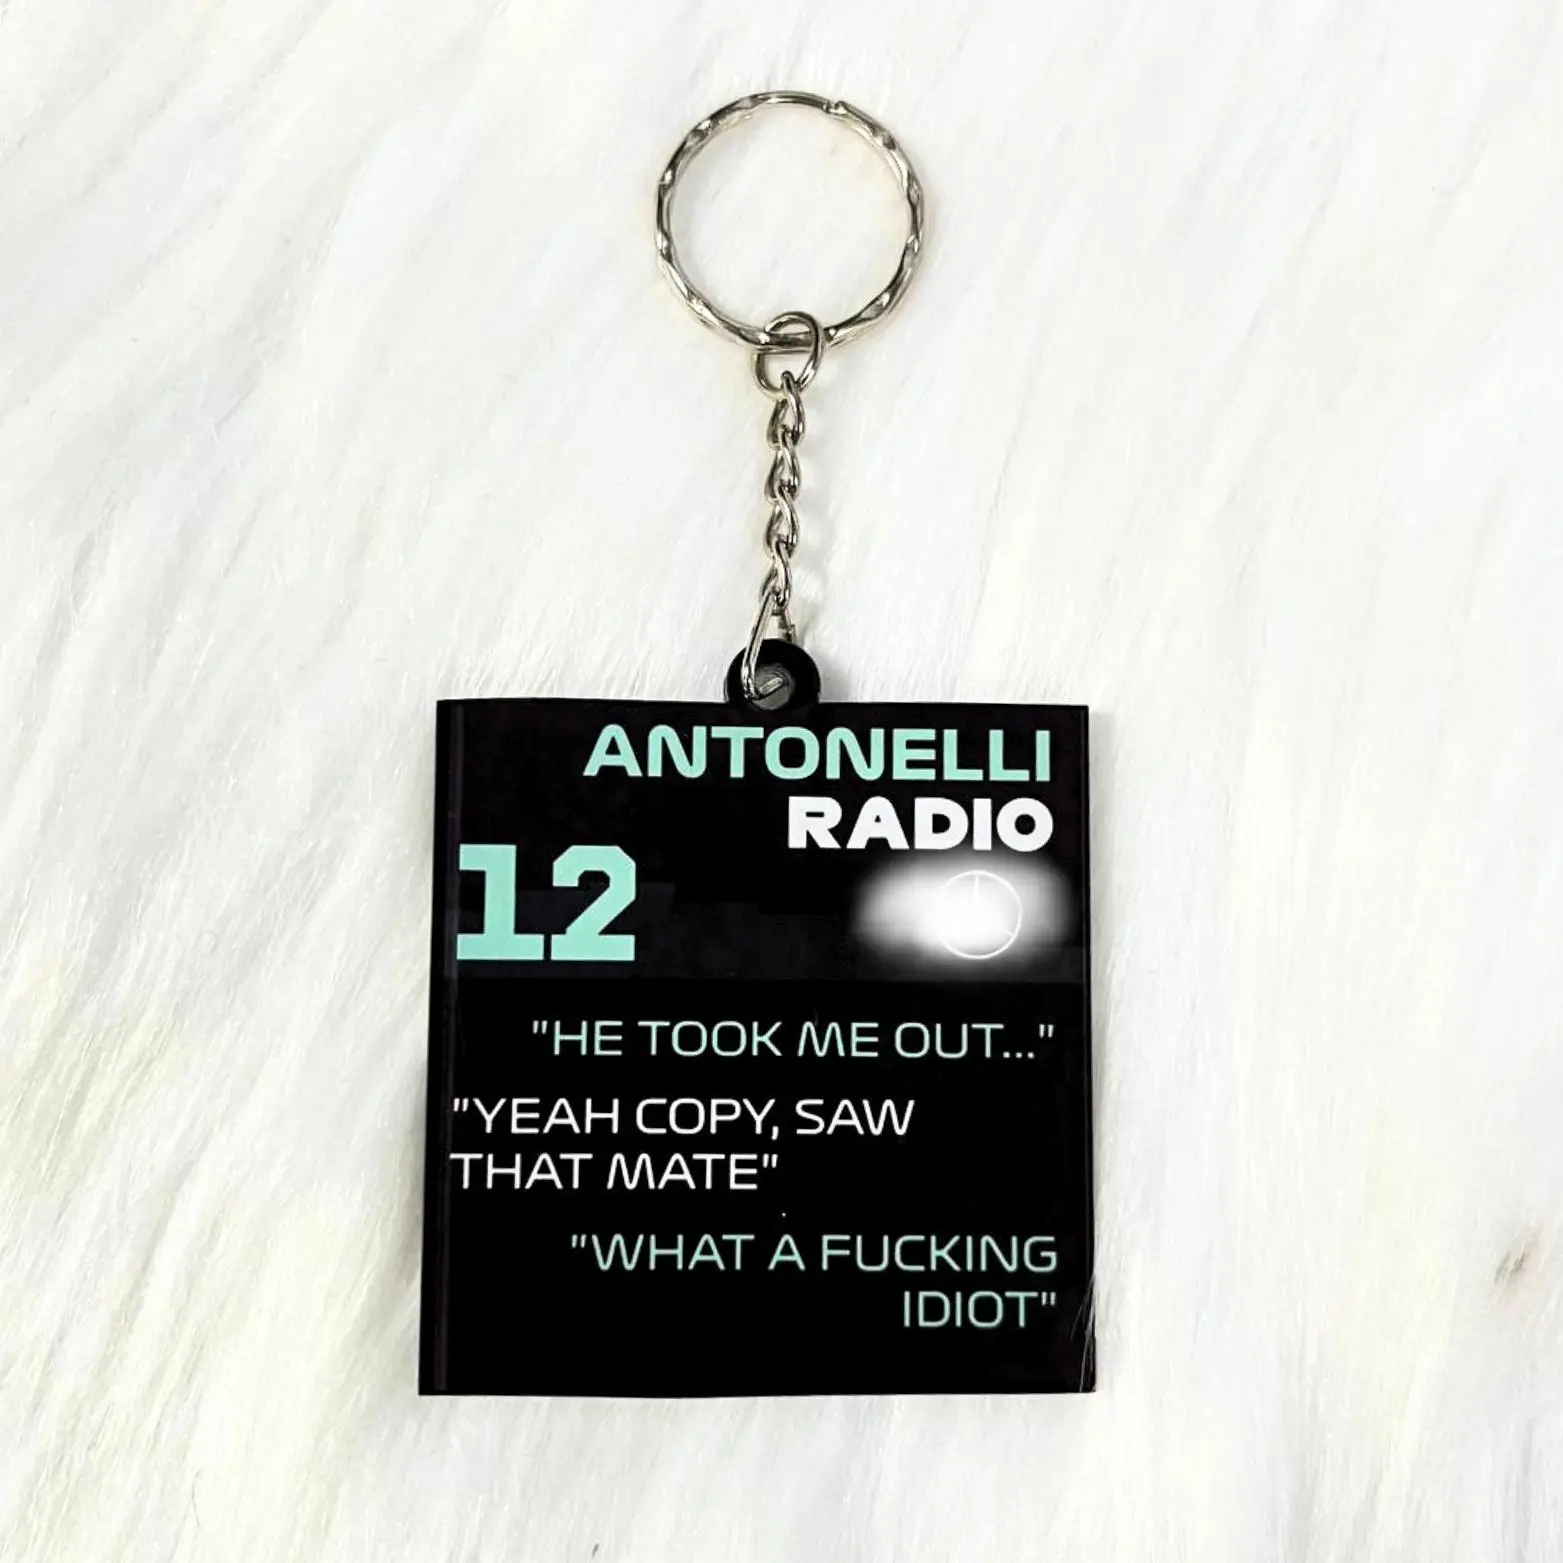 ANTONELLI
RADIO
12
"HE TOOK ME OUT..."
"YEAH COPY, SAW
THAT MATE"
"WHAT A FUCKING
IDIOT"